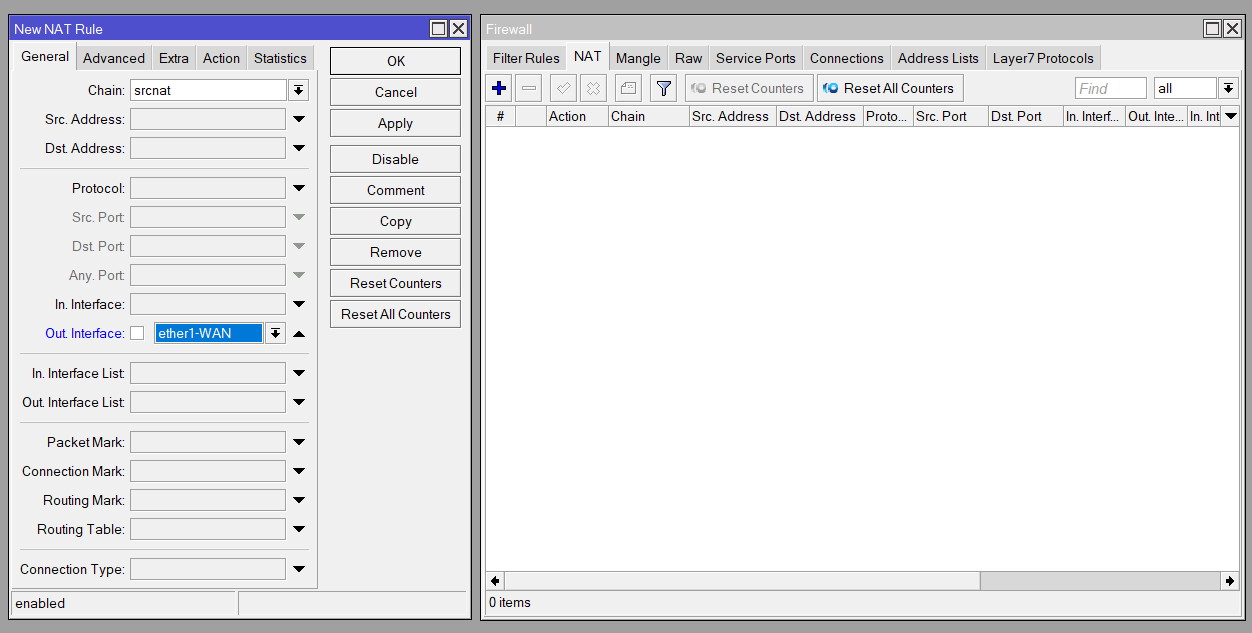 New NAT Rule
General Advanced Extra Action Statistics
Chain: srcnat
Src. Address:
Dst. Address:
Protocol:
Src. Port:
Dst. Port:
Any. Port:
In. Interface:
Out. Interface: ether1-WAN
In. Interface List:
Out. Interface List:
Packet Mark:
Connection Mark:
Routing Mark:
Routing Table:
Connection Type:
OK
Cancel
Apply
Disable
Comment
Copy
Remove
Reset Counters
Reset All Counters
enabled
Firewall
Filter Rules NAT Mangle Raw Service Ports Connections Address Lists Layer7 Protocols
Reset Counters Reset All Counters Find all
# Action Chain Src. Address Dst. Address Proto... Src. Port Dst. Port In. Interf... Out. Inte... In. Int
0 items